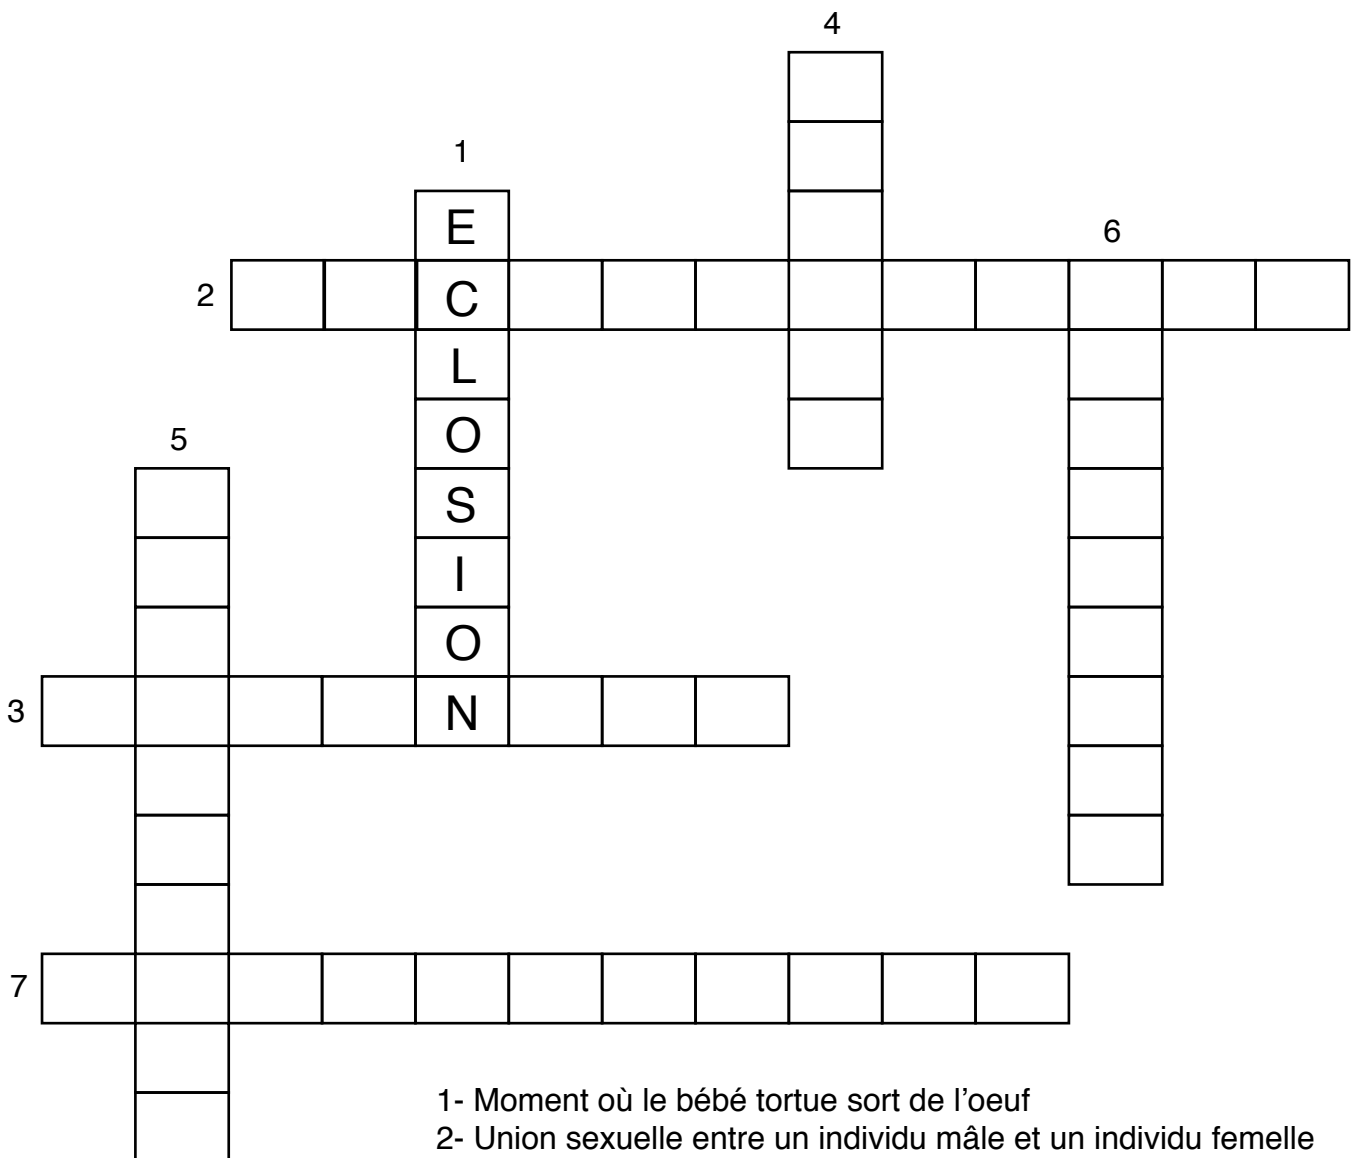 4
1
E
6
2 C
L
O
5
S
I
O
3 N
7
1- Moment où le bébé tortue sort de l'oeuf
2- Union sexuelle entre un individu mâle et un individu femelle